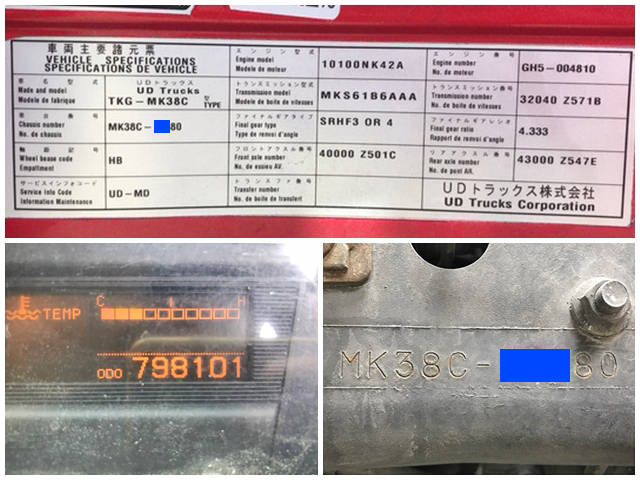 車両主要諸元票
VEHICLE SPECIFICATIONS
SPECIFICATIONS DE VEHICLE
車名型式
Make and model
Modele de fabrique
UDトラックス
UD Trucks
TKG-MK38C 型 TYPE
車台番号
Chassis number
No. de chassis
MK38C- 80
軸距記号
Wheel base code
Empattment
HB
サービスインフォコード
Service Info Code
Information Maintenance
UD-MD
エンジン型式
Engine model
Modele de moteur
10100NK42A
トランスミッション型式
Transmission model
Modele de boite de vitesses
MKS61B6AAA
ファイナルギアタイプ
Final gear type
Type de renvoi d'angle
SRHF3 OR 4
フロントアクスル番号
Front axle number
No. de essieu AV.
40000 Z501C
トランスファ番号
Transfer number
No. de boite de transfert
エンジン番号
Engine number
No. de moteur
GH5-004810
トランスミッション番号
Transmission number
No. de boite de vitesses
32040 Z571B
ファイナルギアレシオ
Final gear ratio
Rapport de renvoi d'angle
4.333
リアアクスル番号
Rear axle number
No. de pont AR.
43000 Z547E
UDトラックス株式会社
UD Trucks Corporation
TEMP C H
ODO 798101
MK38C- 80